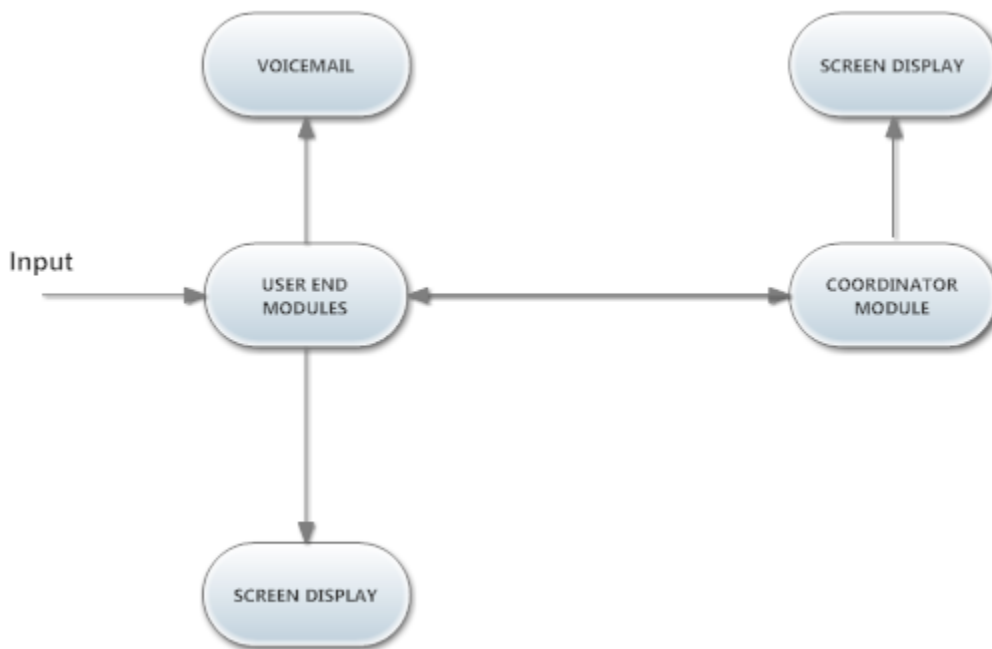 VOICEMAIL
SCREEN DISPLAY
Input
USER END
MODULES
COORDINATOR
MODULE
SCREEN DISPLAY